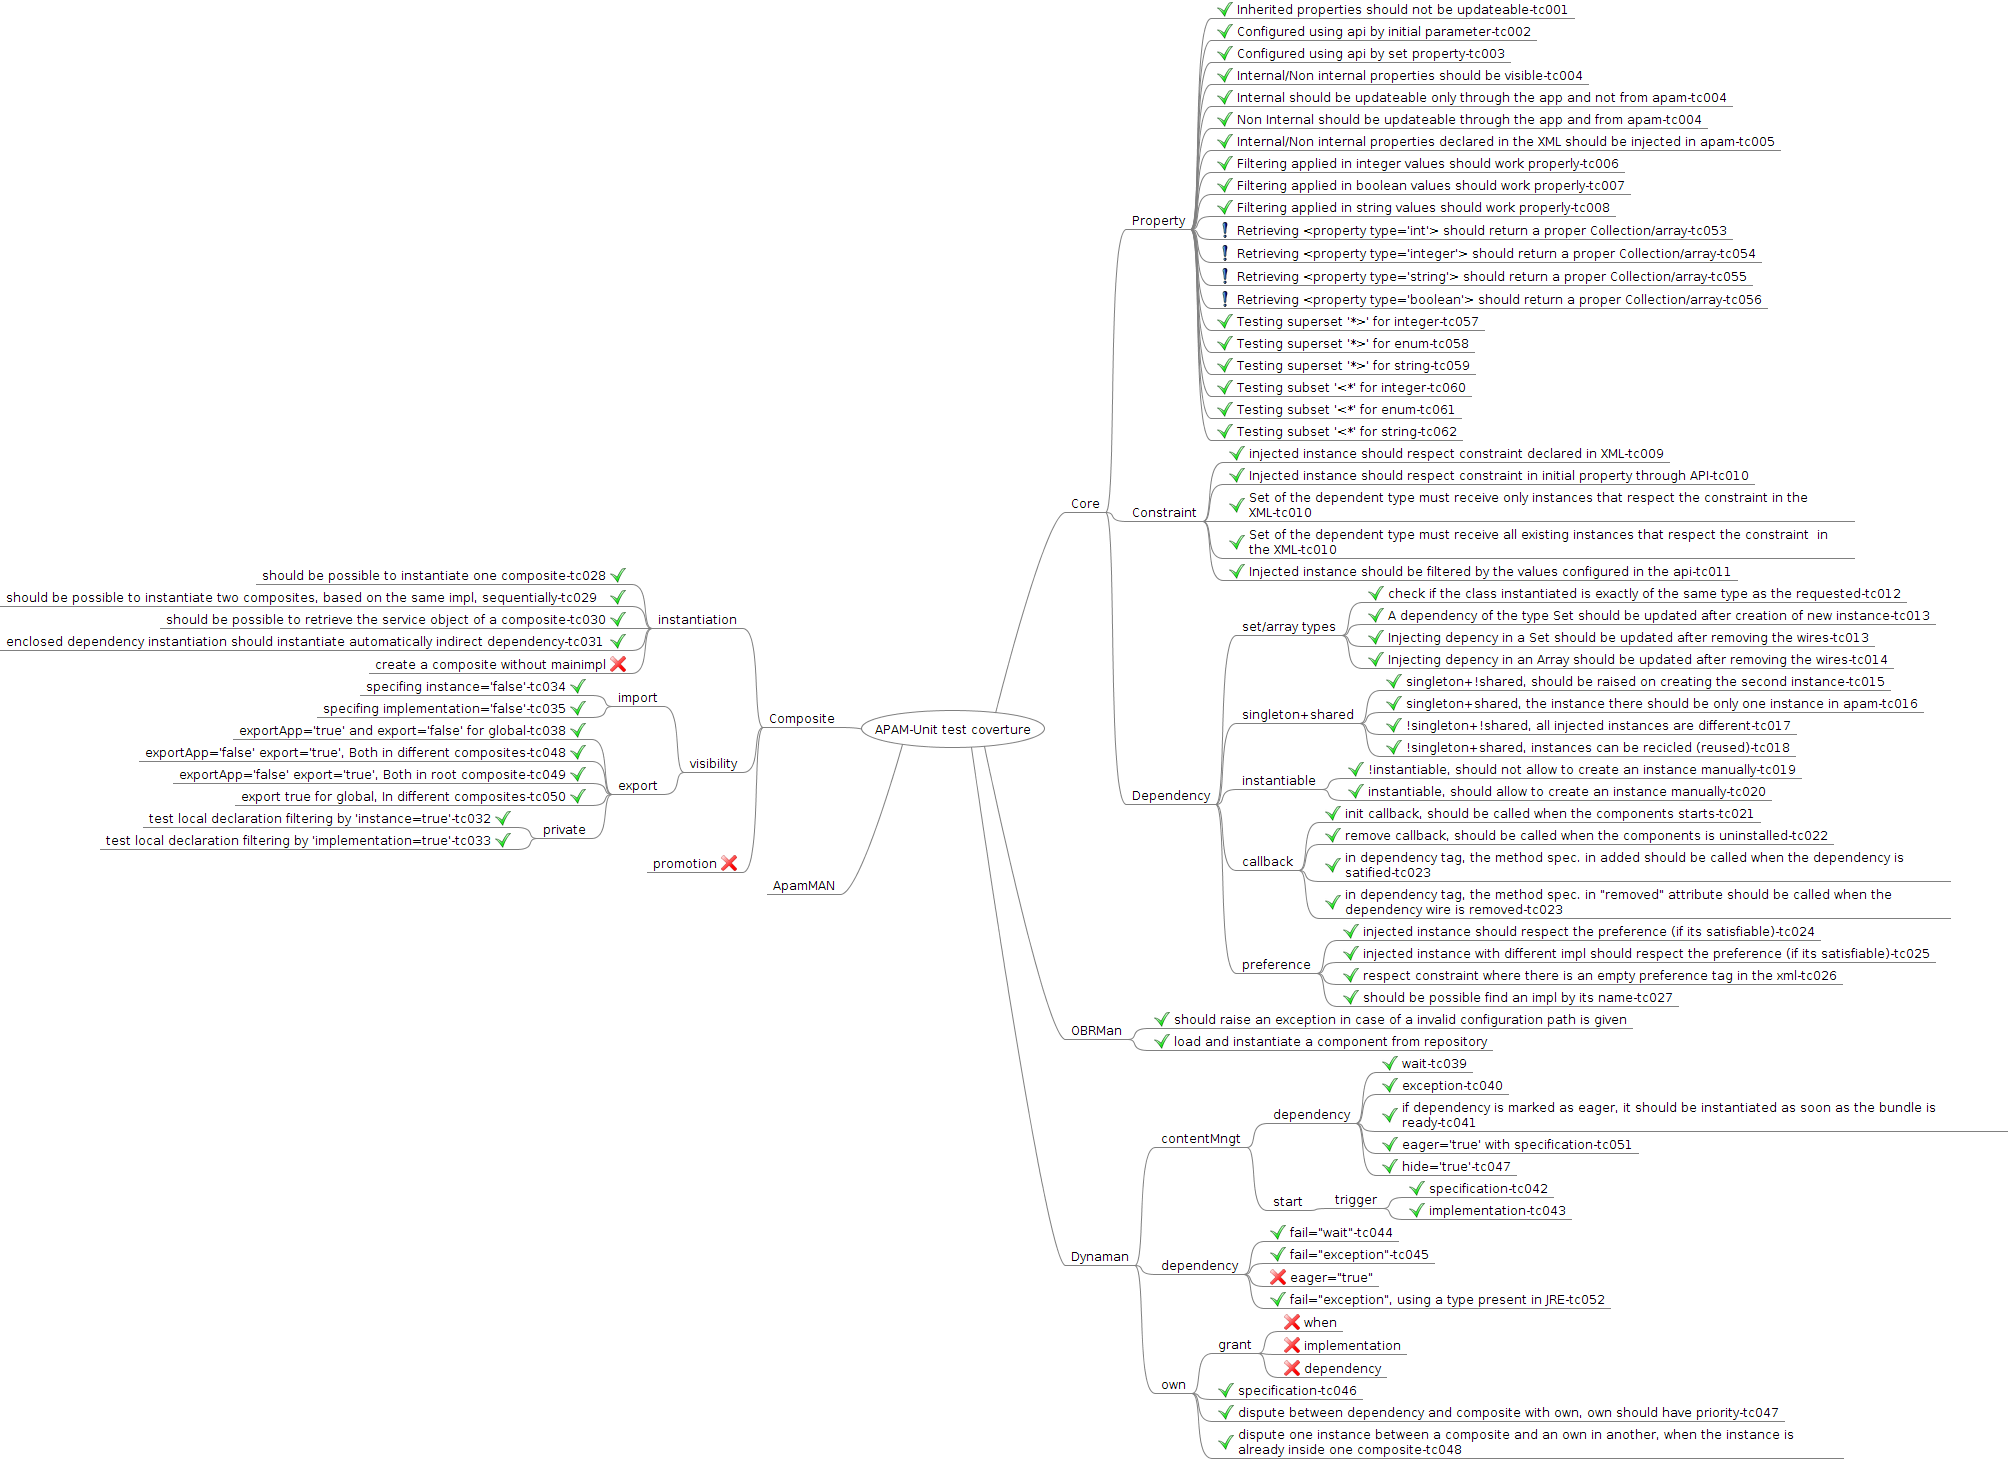 APAM-Unit test coverture
Core
Property
Inherited properties should not be updateable-tc001
Configured using api by initial parameter-tc002
Configured using api by set property-tc003
Internal/Non internal properties should be visible-tc004
Internal should be updateable only through the app and not from apam-tc004
Non Internal should be updateable through the app and from apam-tc004
Internal/Non internal properties declared in the XML should be injected in apam-tc005
Filtering applied in integer values should work properly-tc006
Filtering applied in boolean values should work properly-tc007
Filtering applied in string values should work properly-tc008
Retrieving <property type='int'> should return a proper Collection/array-tc053
Retrieving <property type='integer'> should return a proper Collection/array-tc054
Retrieving <property type='string'> should return a proper Collection/array-tc055
Retrieving <property type='boolean'> should return a proper Collection/array-tc056
Testing superset '*>' for integer-tc057
Testing superset '*>' for enum-tc058
Testing superset '*>' for string-tc059
Testing subset '<*' for integer-tc060
Testing subset '<*' for enum-tc061
Testing subset '<*' for string-tc062
Constraint
injected instance should respect constraint declared in XML-tc009
Injected instance should respect constraint in initial property through API-tc010
Set of the dependent type must receive only instances that respect the constraint in the
XML-tc010
Set of the dependent type must receive all existing instances that respect the constraint  in
the XML-tc010
Injected instance should be filtered by the values configured in the api-tc011
Dependency
set/array types
check if the class instantiated is exactly of the same type as the requested-tc012
A dependency of the type Set should be updated after creation of new instance-tc013
Injecting depency in a Set should be updated after removing the wires-tc013
Injecting depency in an Array should be updated after removing the wires-tc014
singleton+shared
singleton+!shared, should be raised on creating the second instance-tc015
singleton+shared, the instance there should be only one instance in apam-tc016
!singleton+!shared, all injected instances are different-tc017
!singleton+shared, instances can be recicled (reused)-tc018
instantiable
!instantiable, should not allow to create an instance manually-tc019
instantiable, should allow to create an instance manually-tc020
callback
init callback, should be called when the components starts-tc021
remove callback, should be called when the components is uninstalled-tc022
in dependency tag, the method spec. in added should be called when the dependency is
satified-tc023
in dependency tag, the method spec. in "removed" attribute should be called when the
dependency wire is removed-tc023
preference
injected instance should respect the preference (if its satisfiable)-tc024
injected instance with different impl should respect the preference (if its satisfiable)-tc025
respect constraint where there is an empty preference tag in the xml-tc026
should be possible find an impl by its name-tc027
OBRMan
should raise an exception in case of a invalid configuration path is given
load and instantiate a component from repository
Dynaman
contentMngt
dependency
wait-tc039
exception-tc040
if dependency is marked as eager, it should be instantiated as soon as the bundle is
ready-tc041
eager='true' with specification-tc051
hide='true'-tc047
start
trigger
specification-tc042
implementation-tc043
dependency
fail="wait"-tc044
fail="exception"-tc045
eager="true"
fail="exception", using a type present in JRE-tc052
own
grant
when
implementation
dependency
specification-tc046
dispute between dependency and composite with own, own should have priority-tc047
dispute one instance between a composite and an own in another, when the instance is
already inside one composite-tc048
Composite
instantiation
should be possible to instantiate one composite-tc028
should be possible to instantiate two composites, based on the same impl, sequentially-tc029
should be possible to retrieve the service object of a composite-tc030
enclosed dependency instantiation should instantiate automatically indirect dependency-tc031
create a composite without mainimpl
visibility
import
specifing instance='false'-tc034
specifing implementation='false'-tc035
export
exportApp='true' and export='false' for global-tc038
exportApp='false' export='true', Both in different composites-tc048
exportApp='false' export='true', Both in root composite-tc049
export true for global, In different composites-tc050
private
test local declaration filtering by 'instance=true'-tc032
test local declaration filtering by 'implementation=true'-tc033
promotion
ApamMAN